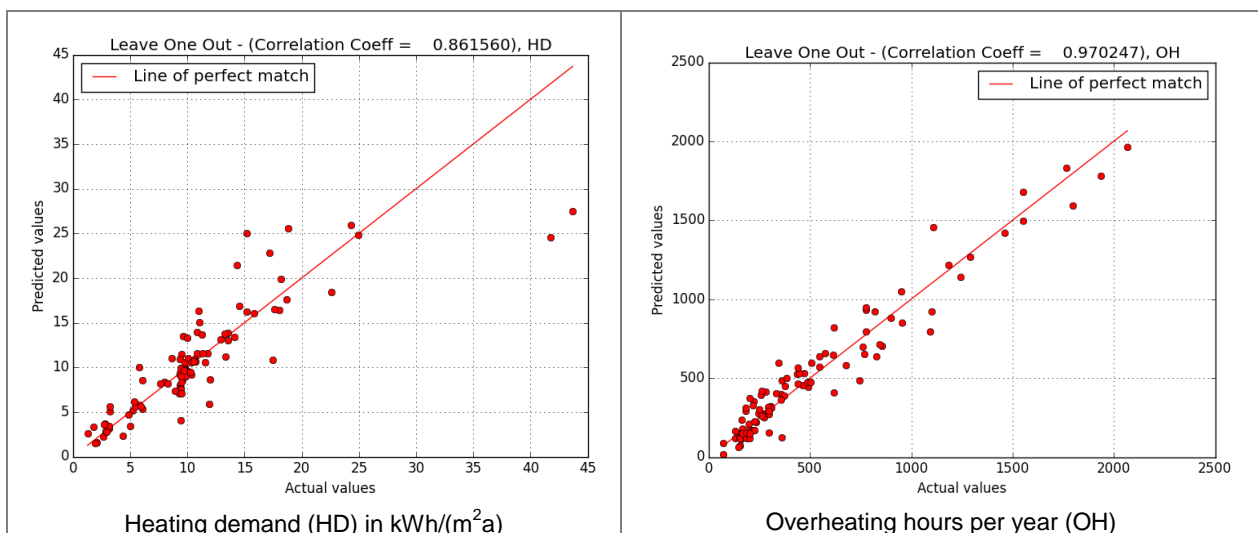 Leave One Out - (Correlation Coeff = 0.861560), HD
Line of perfect match
45
40
35
30
25
20
15
10
5
0
Predicted values
0 5 10 15 20 25 30 35 40 45
Actual values
Heating demand (HD) in kWh/(m²a)
Leave One Out - (Correlation Coeff = 0.970247), OH
Line of perfect match
2500
2000
1500
1000
500
0
Predicted values
0 500 1000 1500 2000 2500
Actual values
Overheating hours per year (OH)